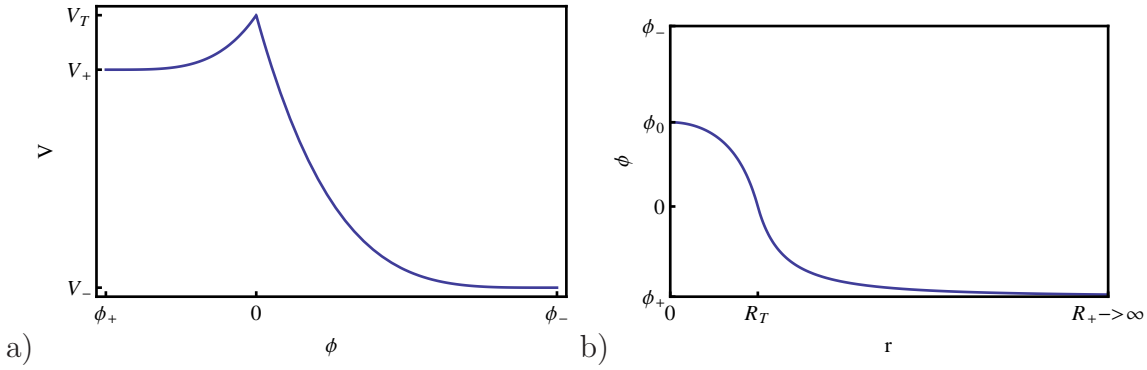 a)
V
V_T
V_+
V_-
ϕ_+
0
ϕ_-
ϕ
b)
ϕ
ϕ_-
ϕ_0
0
ϕ_+
0
R_T
R_+−>∞
r